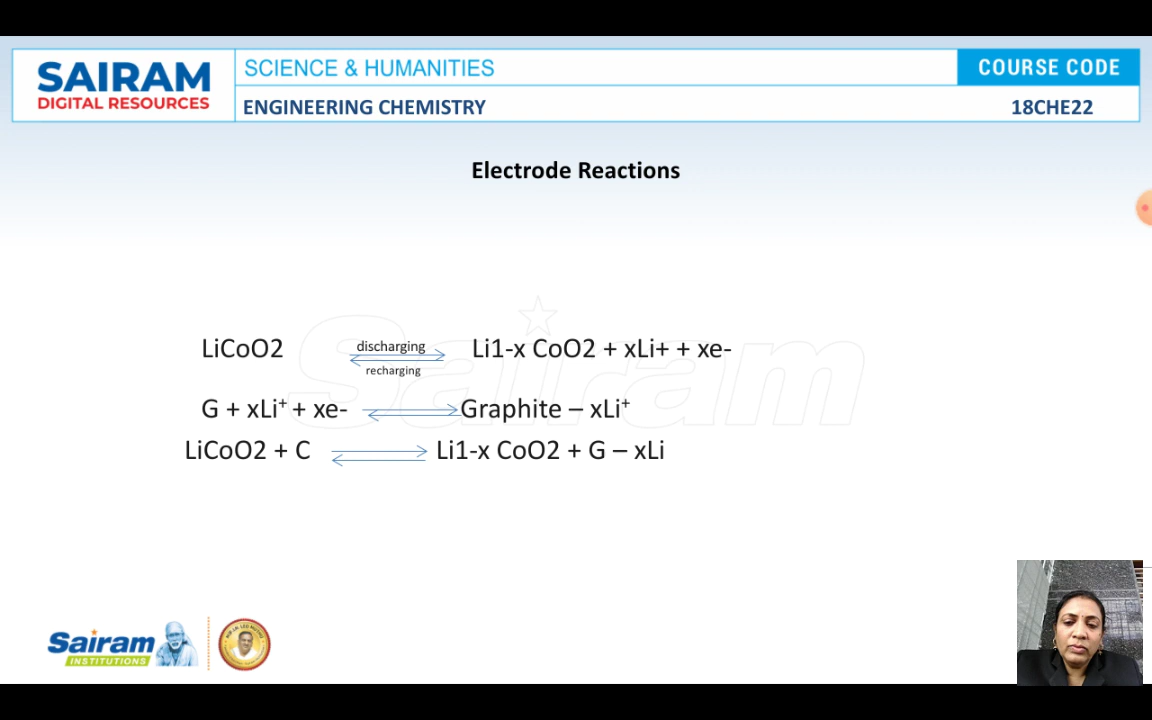 SAIRAM
DIGITAL RESOURCES
SCIENCE & HUMANITIES
COURSE CODE
ENGINEERING CHEMISTRY
18CHE22
Electrode Reactions
Sairam
LiCoO2 discharging Li1-x CoO2 + xLi+ + xe-
recharging
G + xLi⁺ + xe- Graphite – xLi⁺
LiCoO2 + C Li1-x CoO2 + G – xLi
Sairam
INSTITUTIONS